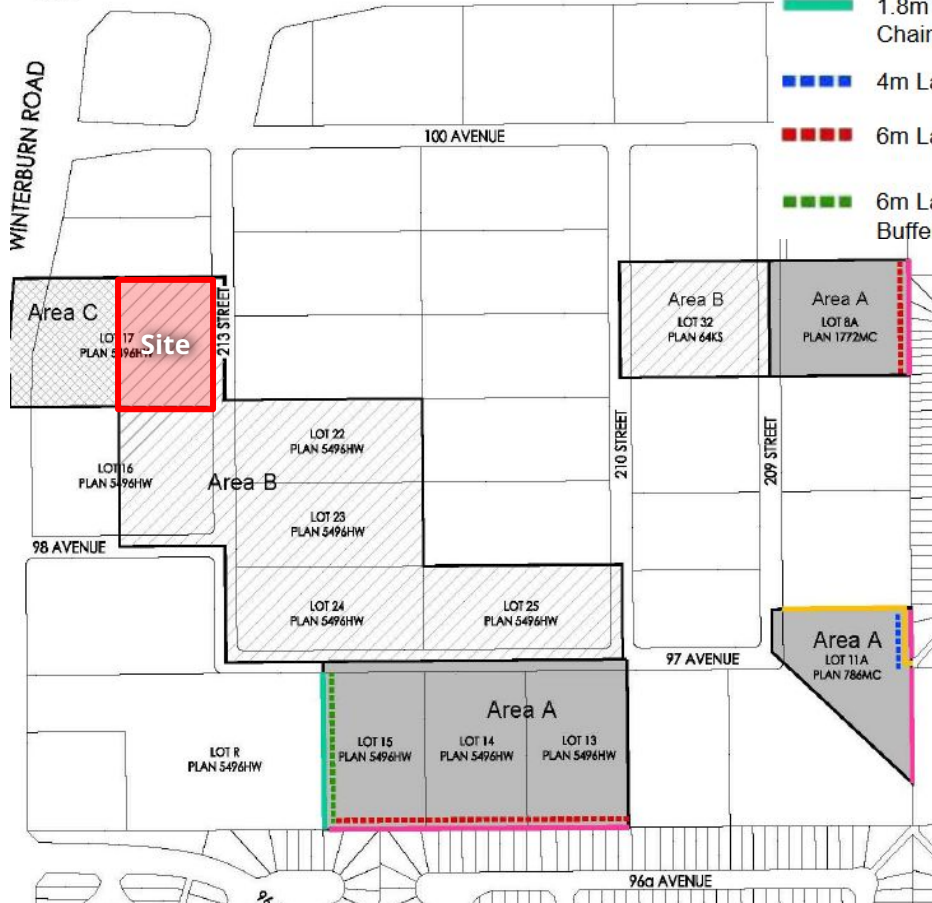 1.8m
Chain
4m La
6m La
6m La
Buffe
WINTERBURN ROAD
100 AVENUE
Area C
LOT 17
PLAN 5496HW
Site
213 STREET
Area B
LOT 32
PLAN 64KS
Area A
LOT 8A
PLAN 1772MC
LOT 22
PLAN 5496HW
210 STREET
209 STREET
LOT 16
PLAN 5496HW
Area B
LOT 23
PLAN 5496HW
98 AVENUE
LOT 24
PLAN 5496HW
LOT 25
PLAN 5496HW
Area A
LOT 11A
PLAN 786MC
97 AVENUE
Area A
LOT R
PLAN 5496HW
LOT 15
PLAN 5496HW
LOT 14
PLAN 5496HW
LOT 13
PLAN 5496HW
96a AVENUE